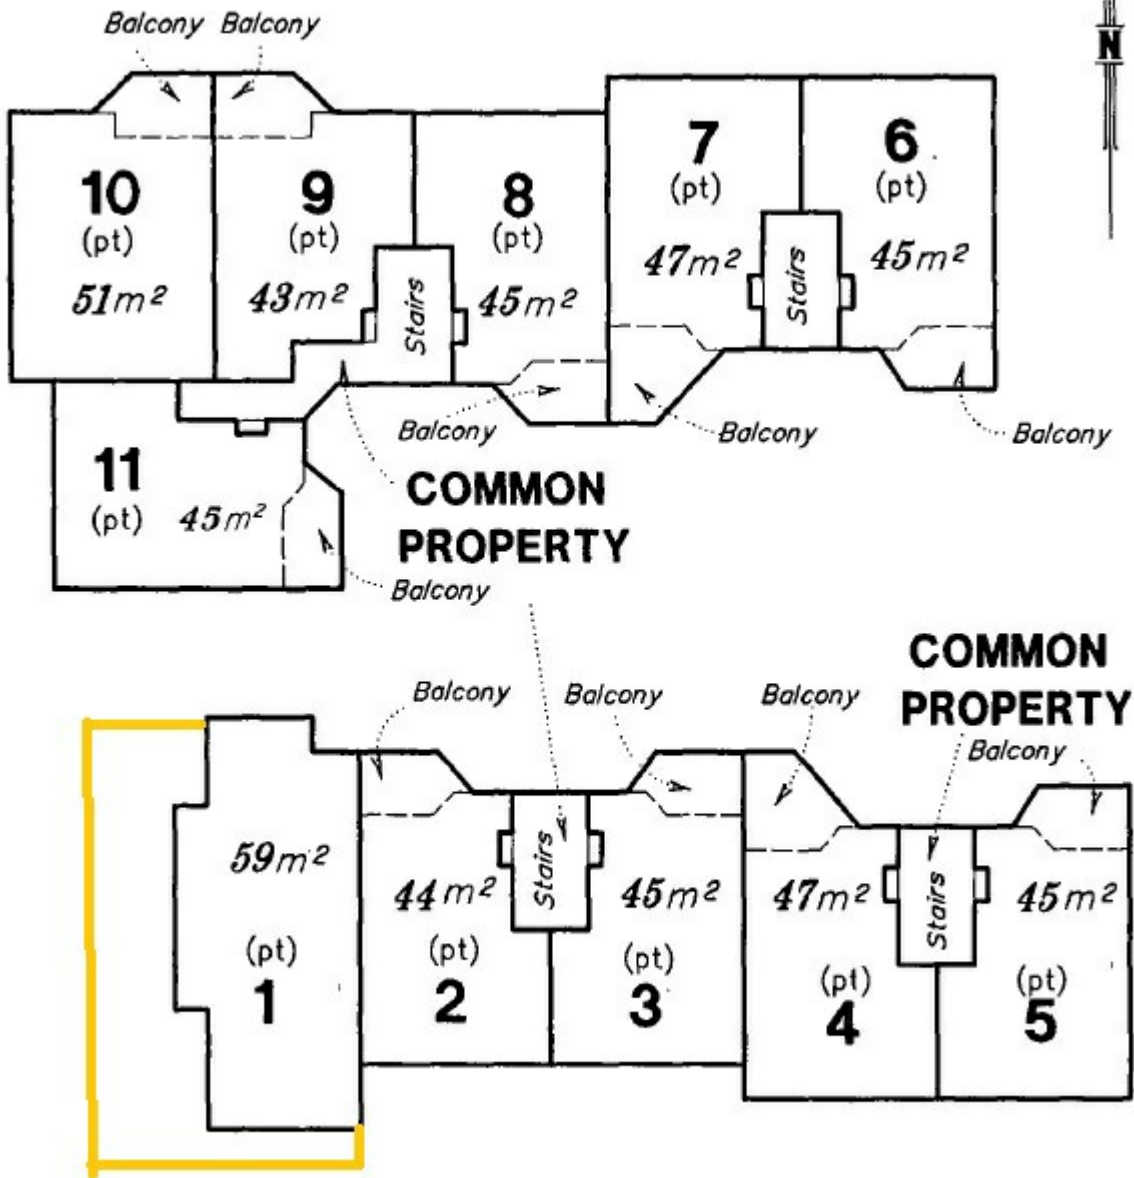 Balcony Balcony
N
10
(pt)
51m²
9
(pt)
43m²
8
(pt)
45m²
7
(pt)
47m²
6
(pt)
45m²
Stairs
Stairs
Balcony
Balcony
Balcony
11
(pt) 45m²
Balcony
COMMON
PROPERTY
COMMON
PROPERTY
Balcony
Balcony
Balcony
Balcony
59m²
(pt)
1
44m²
(pt)
2
Stairs
45m²
(pt)
3
47m²
(pt)
4
Stairs
45m²
(pt)
5